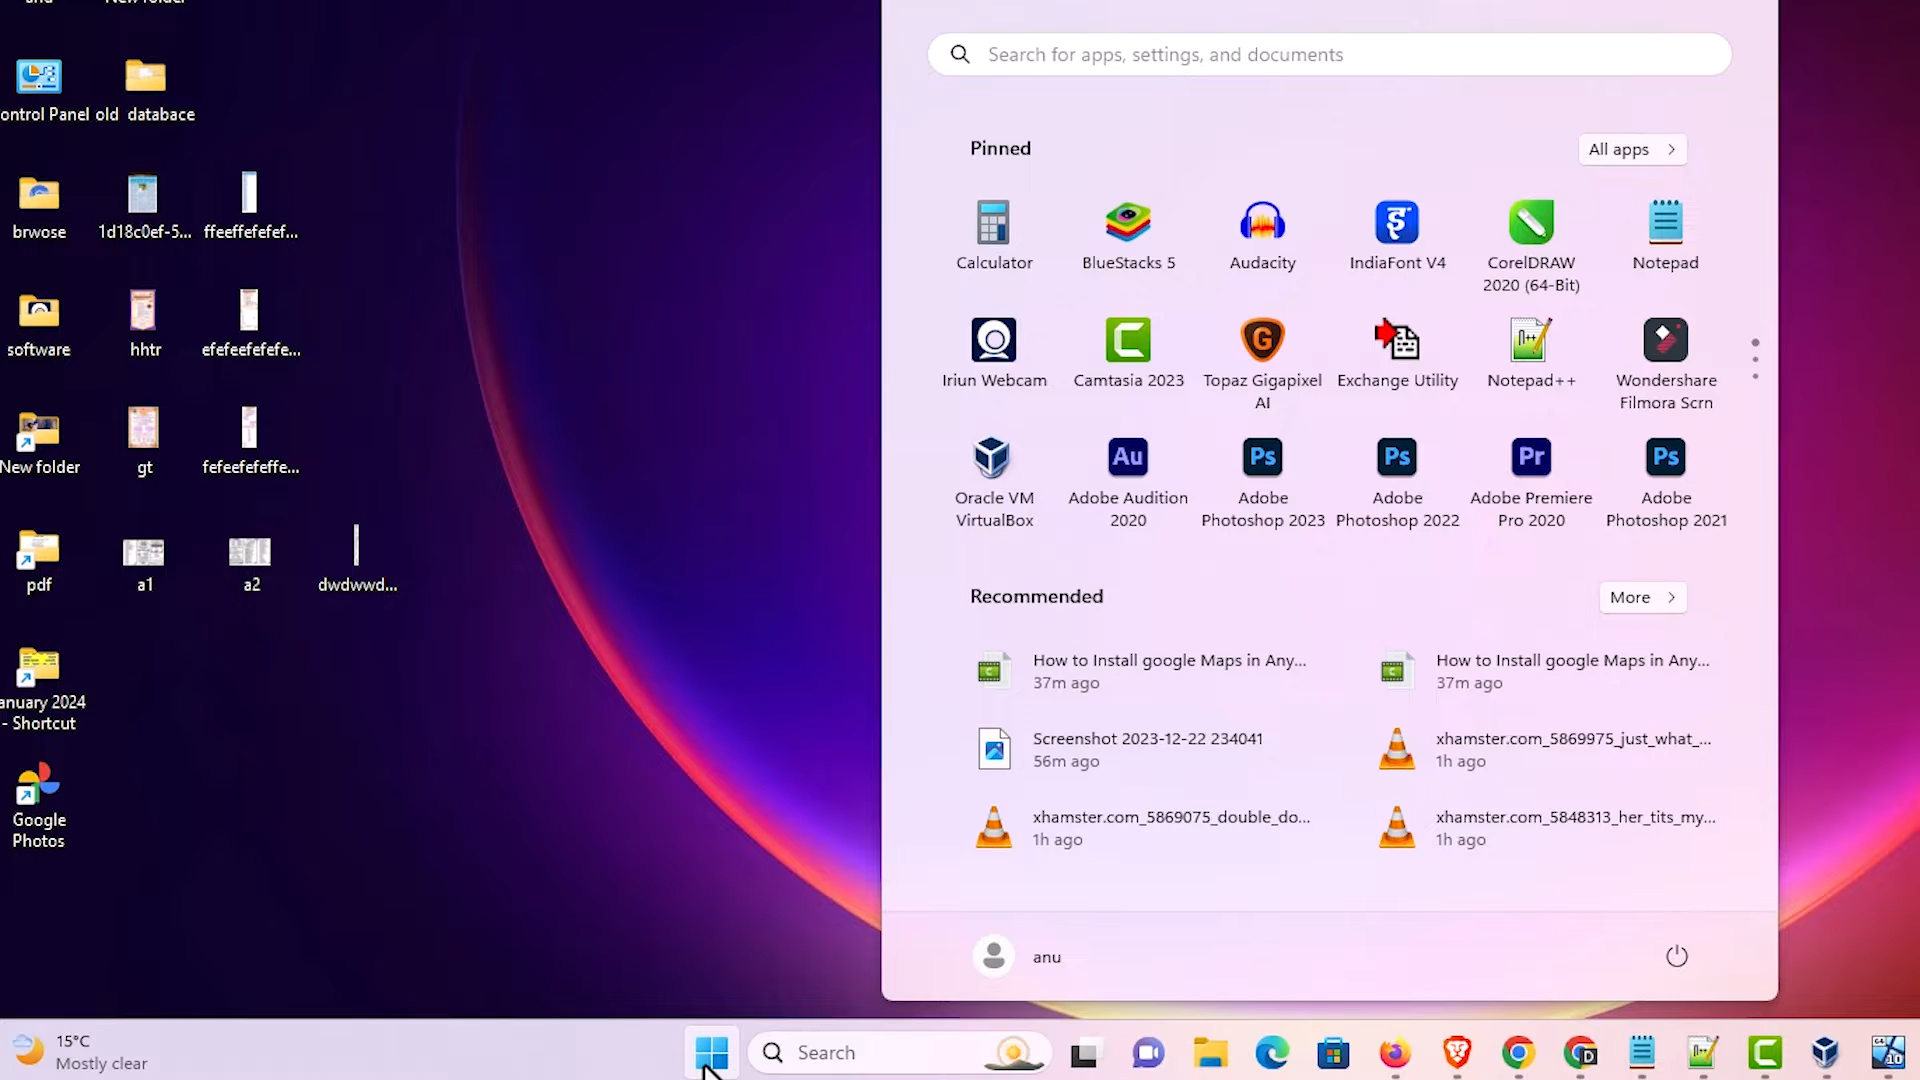 New folder
Control Panel
old databace
brwose
1d18c0ef-5...
ffeeffefefef...
software
hhtr
efefeefefefe...
New folder
gt
fefeefefeffe...
pdf
a1
a2
dwdwwd...
anuary 2024
- Shortcut
Google
Photos
Search for apps, settings, and documents
Pinned
All apps
Calculator
BlueStacks 5
Audacity
IndiaFont V4
CorelDRAW
2020 (64-Bit)
Notepad
Iriun Webcam
Camtasia 2023
Topaz Gigapixel
AI
Exchange Utility
Notepad++
Wondershare
Filmora Scrn
Oracle VM
VirtualBox
Adobe Audition
2020
Adobe
Photoshop 2023
Adobe
Photoshop 2022
Adobe Premiere
Pro 2020
Adobe
Photoshop 2021
Recommended
More
How to Install google Maps in Any...
37m ago
How to Install google Maps in Any...
37m ago
Screenshot 2023-12-22 234041
56m ago
xhamster.com_5869975_just_what_...
1h ago
xhamster.com_5869075_double_do...
1h ago
xhamster.com_5848313_her_tits_my...
1h ago
anu
15°C
Mostly clear
Search